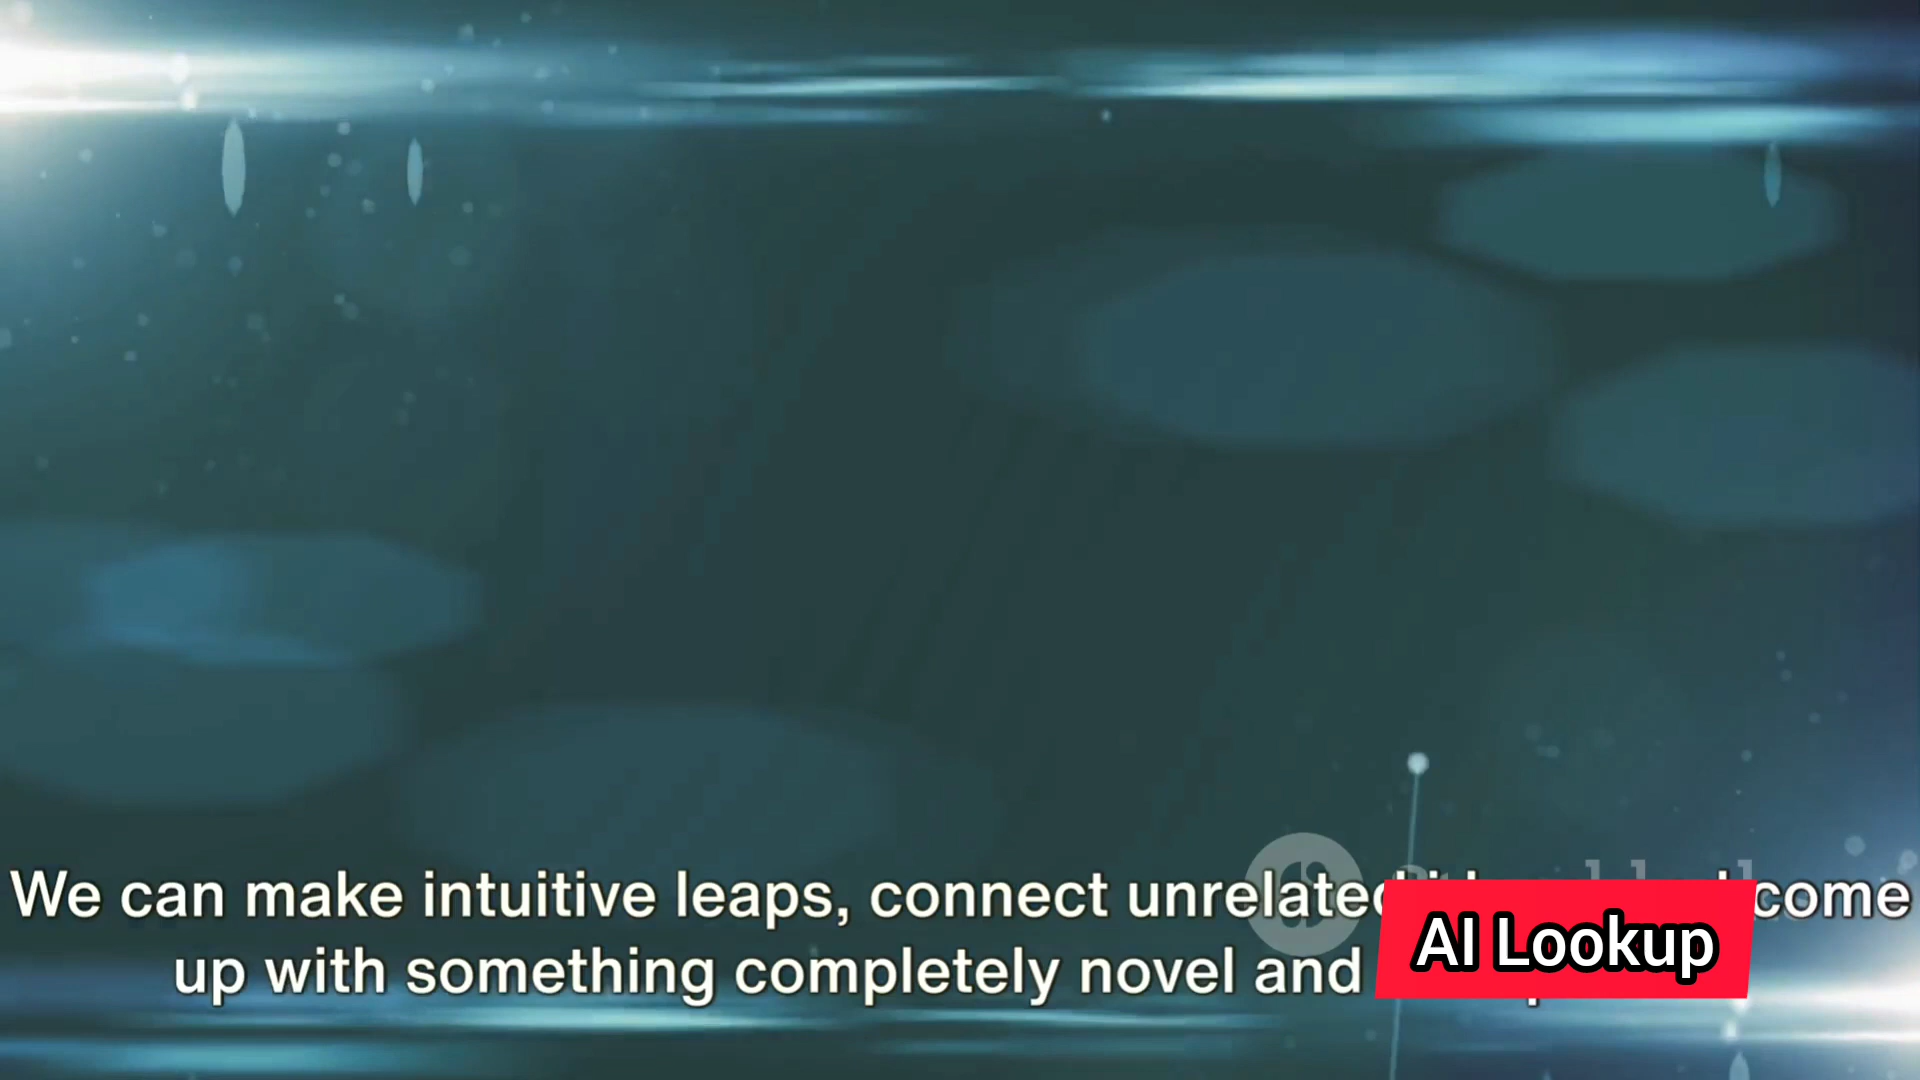 We can make intuitive leaps, connect unrelated come
up with something completely novel and
AI Lookup